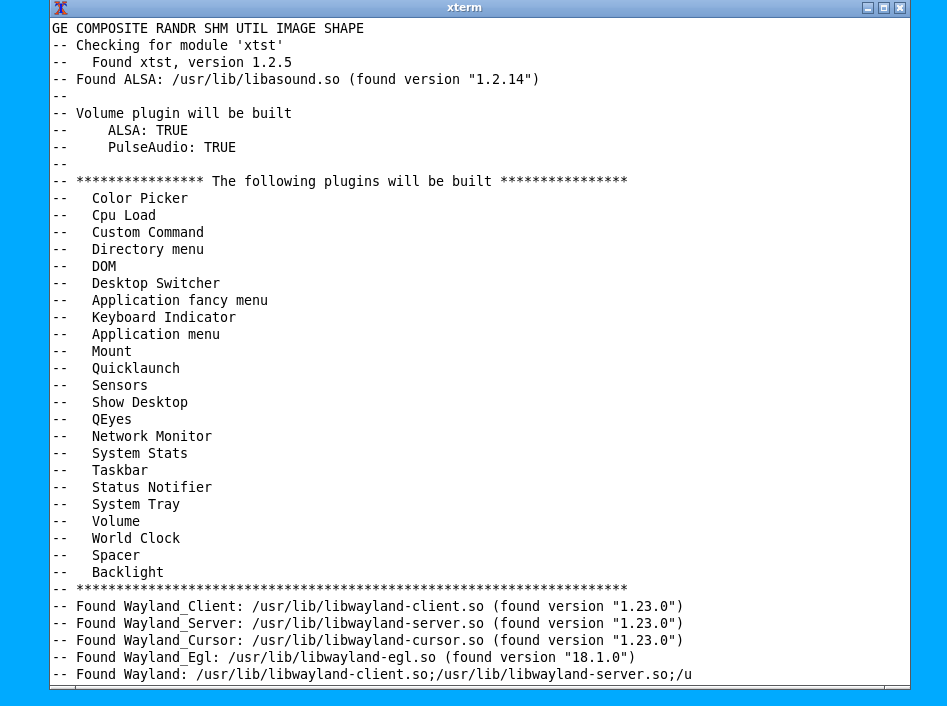 xterm
GE COMPOSITE RANDR SHM UTIL IMAGE SHAPE
-- Checking for module 'xtst'
--   Found xtst, version 1.2.5
-- Found ALSA: /usr/lib/libasound.so (found version "1.2.14")
--
-- Volume plugin will be built
--     ALSA: TRUE
--     PulseAudio: TRUE
--
-- **************** The following plugins will be built ****************
--   Color Picker
--   Cpu Load
--   Custom Command
--   Directory menu
--   DOM
--   Desktop Switcher
--   Application fancy menu
--   Keyboard Indicator
--   Application menu
--   Mount
--   Quicklaunch
--   Sensors
--   Show Desktop
--   QEyes
--   Network Monitor
--   System Stats
--   Taskbar
--   Status Notifier
--   System Tray
--   Volume
--   World Clock
--   Spacer
--   Backlight
-- *********************************************************************
-- Found Wayland_Client: /usr/lib/libwayland-client.so (found version "1.23.0")
-- Found Wayland_Server: /usr/lib/libwayland-server.so (found version "1.23.0")
-- Found Wayland_Cursor: /usr/lib/libwayland-cursor.so (found version "1.23.0")
-- Found Wayland_Egl: /usr/lib/libwayland-egl.so (found version "18.1.0")
-- Found Wayland: /usr/lib/libwayland-client.so;/usr/lib/libwayland-server.so;/u